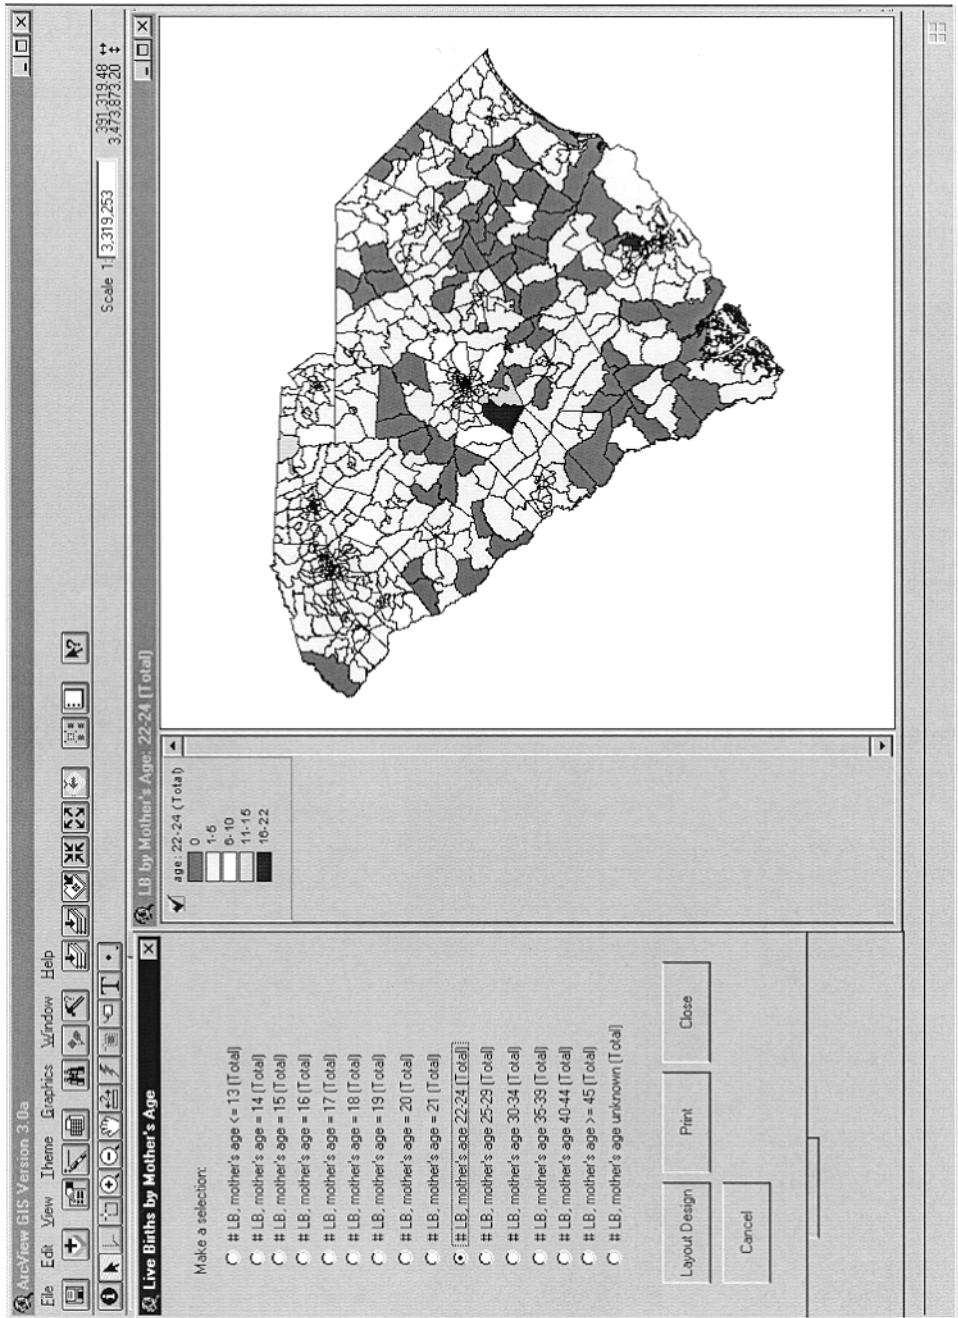 ArcView GIS Version 3.0a
File Edit View Theme Graphics Window Help
Scale 1: 3,319,253
391,319.48
3,473,873.20
Live Births by Mother's Age
Make a selection:
# LB, mother's age <= 13 (Total)
# LB, mother's age = 14 (Total)
# LB, mother's age = 15 (Total)
# LB, mother's age = 16 (Total)
# LB, mother's age = 17 (Total)
# LB, mother's age = 18 (Total)
# LB, mother's age = 19 (Total)
# LB, mother's age = 20 (Total)
# LB, mother's age = 21 (Total)
# LB, mother's age 22-24 (Total)
# LB, mother's age 25-29 (Total)
# LB, mother's age 30-34 (Total)
# LB, mother's age 35-39 (Total)
# LB, mother's age 40-44 (Total)
# LB, mother's age >= 45 (Total)
# LB, mother's age unknown (Total)
Layout Design
Print
Close
Cancel
LB by Mother's Age: 22-24 (Total)
age: 22-24 (Total)
0
1-5
6-10
11-15
16-22